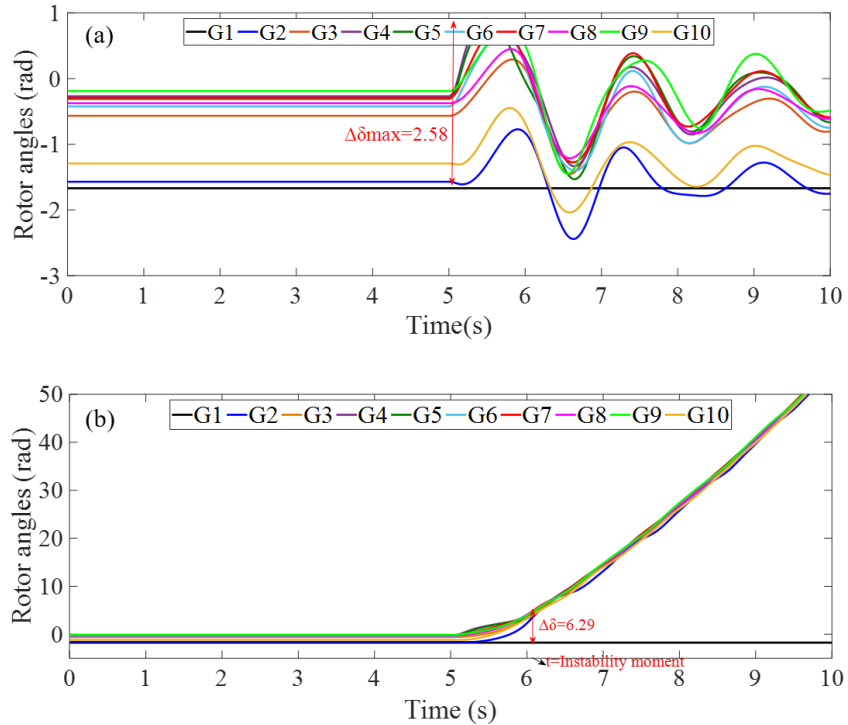 (a)
G1 G2 G3 G4 G5 G6 G7 G8 G9 G10
Rotor angles (rad)
1
0
-1
-2
-3
Δδmax=2.58
0 1 2 3 4 5 6 7 8 9 10
Time(s)
(b)
G1 G2 G3 G4 G5 G6 G7 G8 G9 G10
Rotor angles (rad)
50
40
30
20
10
0
Δδ=6.29
t=Instability moment
0 1 2 3 4 5 6 7 8 9 10
Time (s)